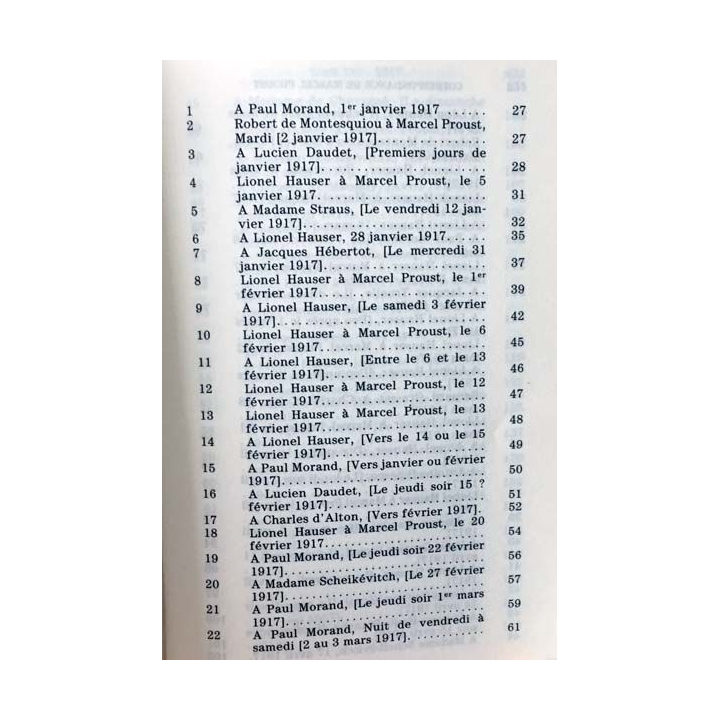 1 A Paul Morand, 1er janvier 1917 ...... 27
2 Robert de Montesquiou à Marcel Proust,
Mardi [2 janvier 1917]................ 27
3 A Lucien Daudet, [Premiers jours de
janvier 1917]........................ 28
4 Lionel Hauser à Marcel Proust, le 5
janvier 1917. ....................... 31
5 A Madame Straus, [Le vendredi 12 jan-
vier 1917]........................... 32
6 A Lionel Hauser, 28 janvier 1917. ..... 35
7 A Jacques Hébertot, [Le mercredi 31
janvier 1917]........................ 37
8 Lionel Hauser à Marcel Proust, le 1er
février 1917......................... 39
9 A Lionel Hauser, [Le samedi 3 février
1917]................................ 42
10 Lionel Hauser à Marcel Proust, le 6
février 1917......................... 45
11 A Lionel Hauser, [Entre le 6 et le 13
février 1917]........................ 46
12 Lionel Hauser à Marcel Proust, le 12
février 1917......................... 47
13 Lionel Hauser à Marcel Proust, le 13
février 1917......................... 48
14 A Lionel Hauser, [Vers le 14 ou le 15
février 1917]........................ 49
15 A Paul Morand, [Vers janvier ou février
1917]................................ 50
16 A Lucien Daudet, [Le jeudi soir 15 ?
février 1917]........................ 51
17 A Charles d'Alton, [Vers février 1917]. 52
18 Lionel Hauser à Marcel Proust, le 20
février 1917......................... 54
19 A Paul Morand, [Le jeudi soir 22 février
1917]................................ 56
20 A Madame Scheikévitch, [Le 27 février
1917]................................ 57
21 A Paul Morand, [Le jeudi soir 1er mars
1917]................................ 59
22 A Paul Morand, Nuit de vendredi à
samedi [2 au 3 mars 1917]. ........... 61